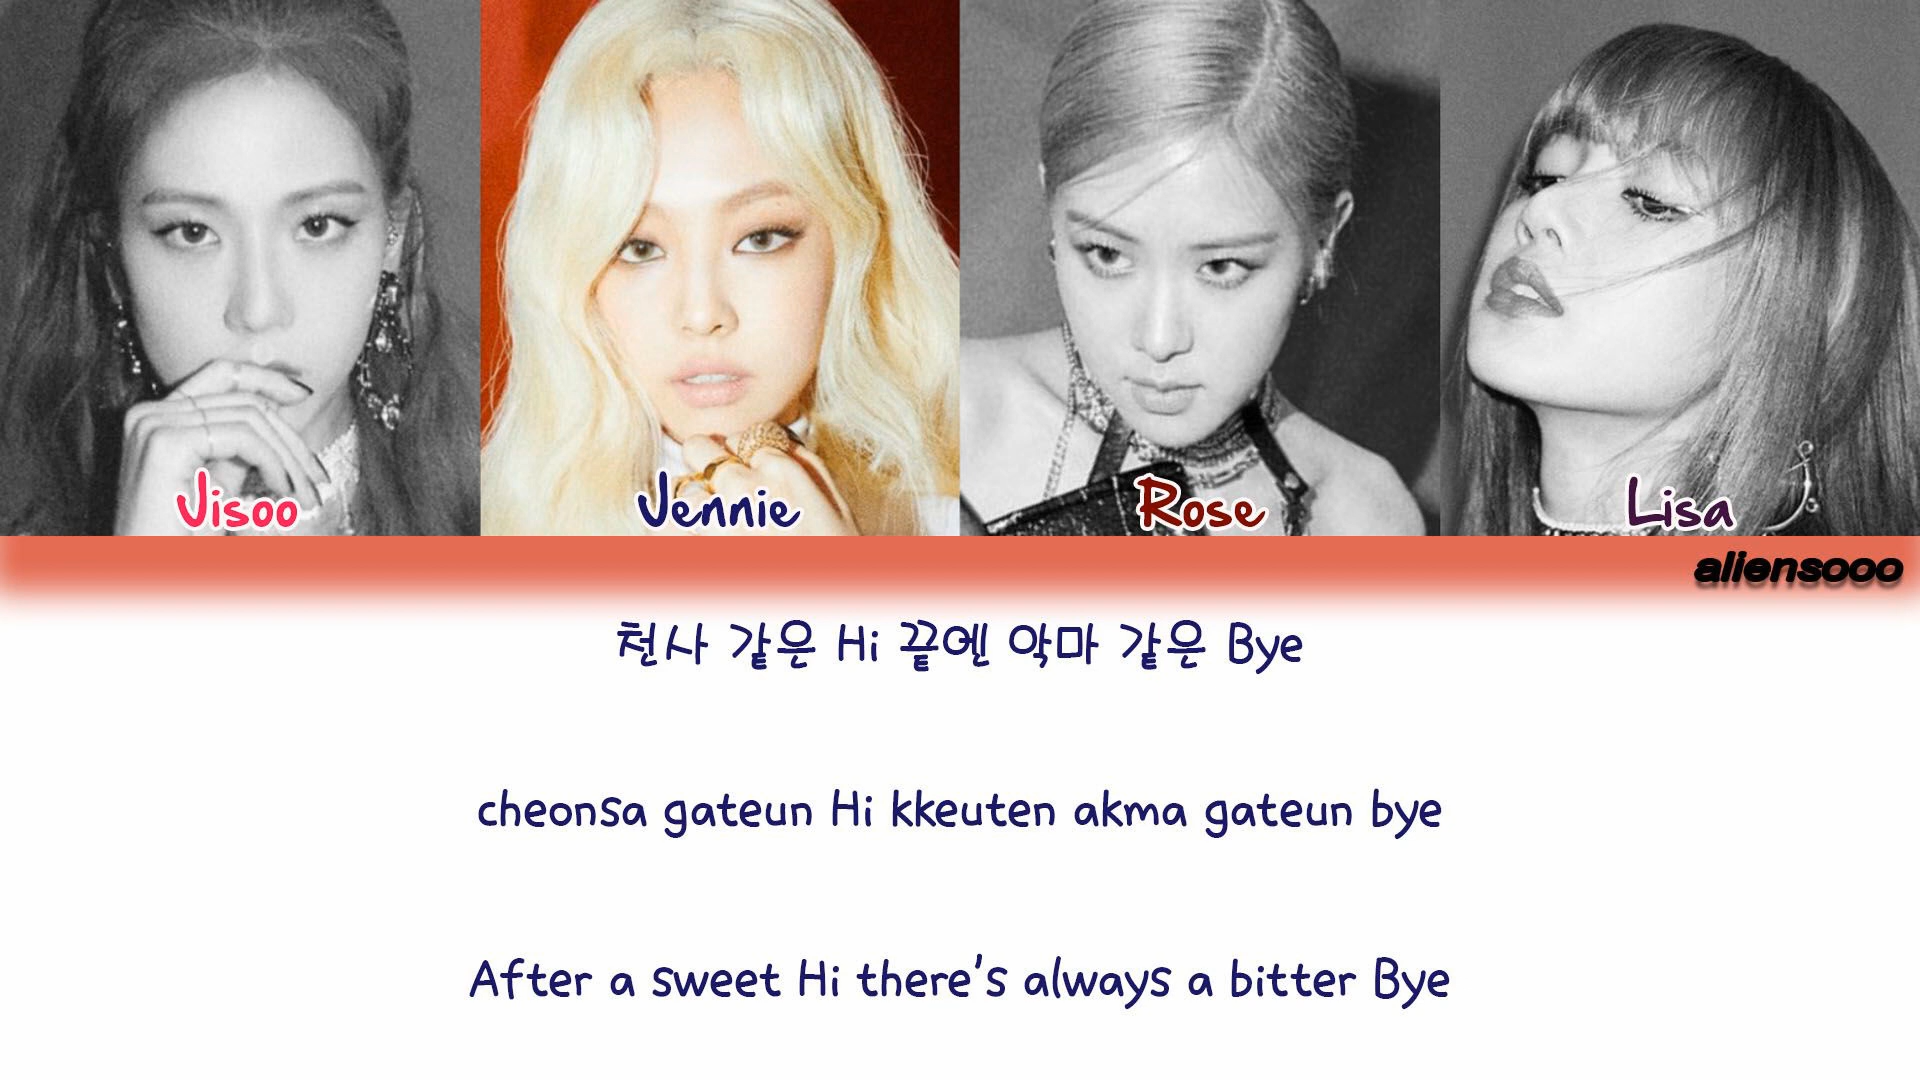 Jisoo
Jennie
Rose
Lisa
aliensooo
천사 같은 Hi 끝엔 악마 같은 Bye
cheonsa gateun Hi kkeuten akma gateun bye
After a sweet Hi there's always a bitter Bye